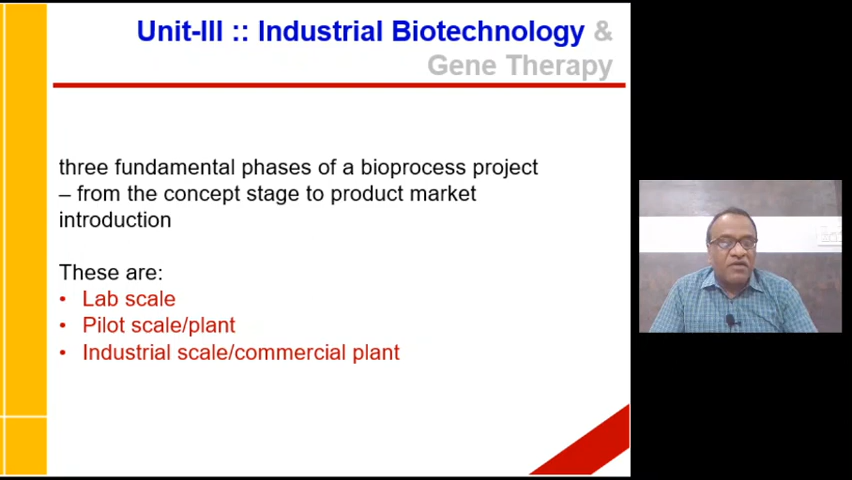 Unit-III :: Industrial Biotechnology &
Gene Therapy
three fundamental phases of a bioprocess project
– from the concept stage to product market
introduction
These are:
• Lab scale
• Pilot scale/plant
• Industrial scale/commercial plant